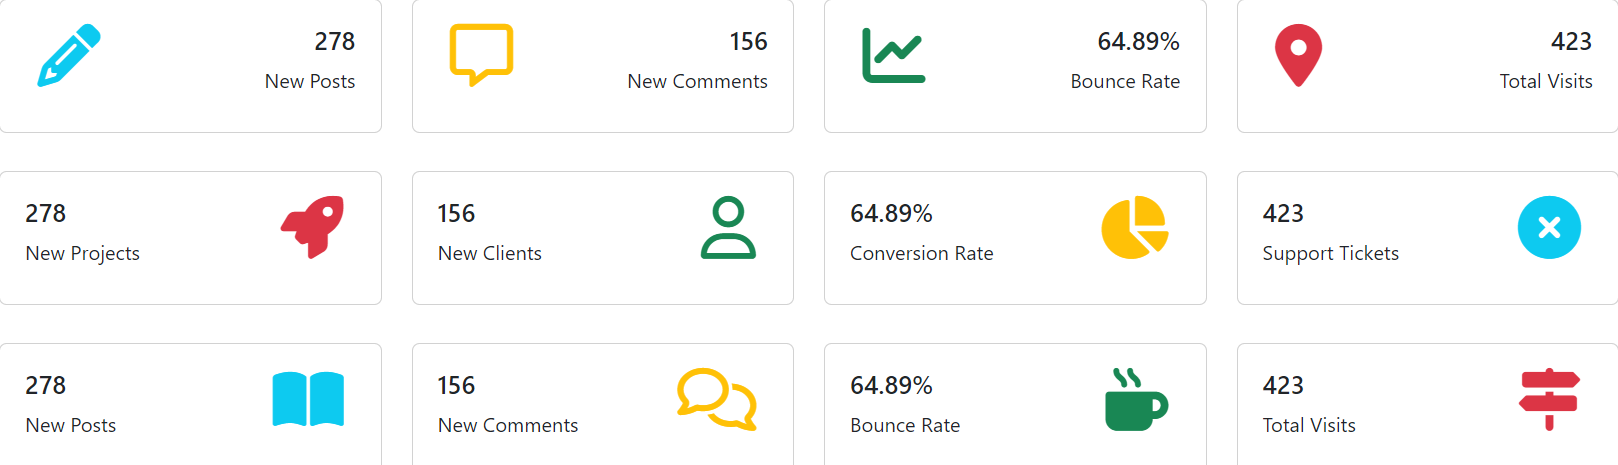 278
New Posts
156
New Comments
64.89%
Bounce Rate
423
Total Visits
278
New Projects
156
New Clients
64.89%
Conversion Rate
423
Support Tickets
278
New Posts
156
New Comments
64.89%
Bounce Rate
423
Total Visits